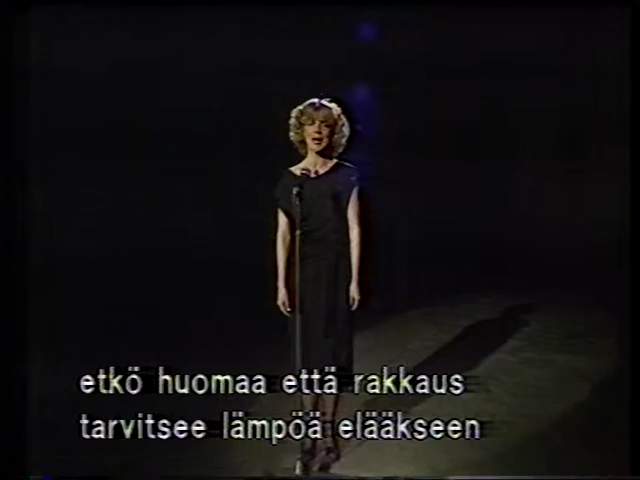 etkö huomaa että rakkaus
tarvitsee lämpöä elääkseen